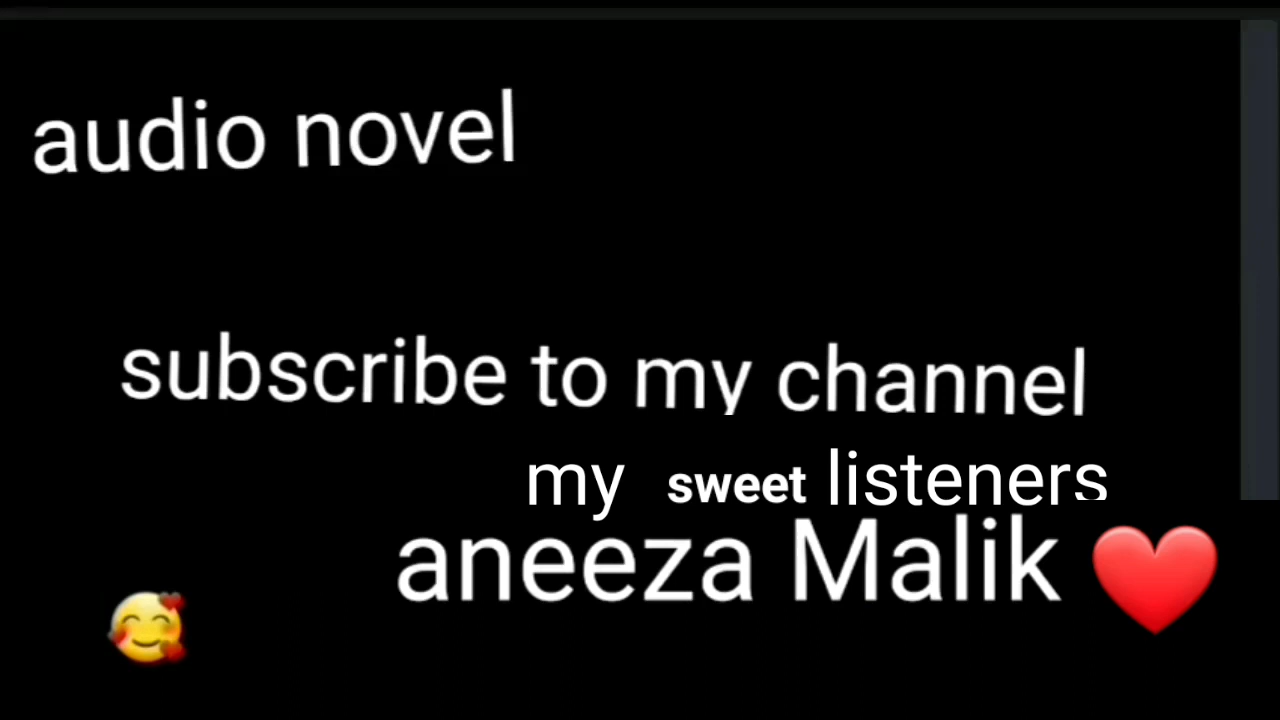 audio novel
subscribe to my channel
my sweet listeners
aneeza Malik ❤️
🥰